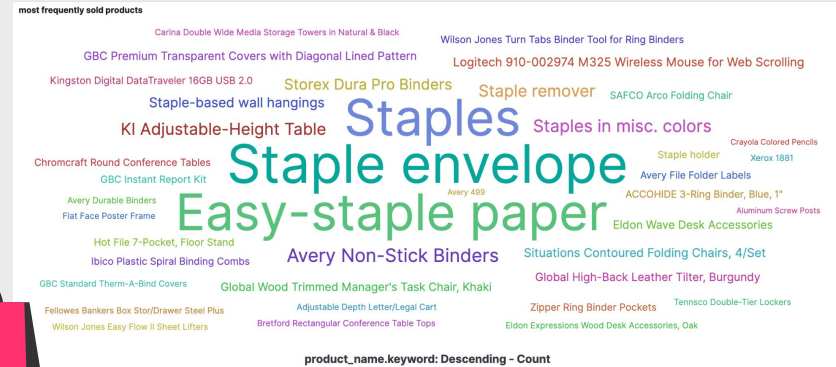 most frequently sold products
Carina Double Wide Media Storage Towers in Natural & Black
Wilson Jones Turn Tabs Binder Tool for Ring Binders
GBC Premium Transparent Covers with Diagonal Lined Pattern
Logitech 910-002974 M325 Wireless Mouse for Web Scrolling
Kingston Digital DataTraveler 16GB USB 2.0
Storex Dura Pro Binders
Staple remover
SAFCO Arco Folding Chair
Staple-based wall hangings
Staples
KI Adjustable-Height Table
Staples in misc. colors
Crayola Colored Pencils
Chromcraft Round Conference Tables
Staple envelope
Staple holder
Xerox 1881
GBC Instant Report Kit
Avery File Folder Labels
Avery 499
ACCOHIDE 3-Ring Binder, Blue, 1"
Avery Durable Binders
Easy-staple paper
Aluminum Screw Posts
Flat Face Poster Frame
Eldon Wave Desk Accessories
Hot File 7-Pocket, Floor Stand
Avery Non-Stick Binders
Situations Contoured Folding Chairs, 4/Set
Ibico Plastic Spiral Binding Combs
Global High-Back Leather Tilter, Burgundy
GBC Standard Therm-A-Bind Covers
Global Wood Trimmed Manager's Task Chair, Khaki
Tennsco Double-Tier Lockers
Fellowes Bankers Box Stor/Drawer Steel Plus
Adjustable Depth Letter/Legal Cart
Zipper Ring Binder Pockets
Wilson Jones Easy Flow II Sheet Lifters
Bretford Rectangular Conference Table Tops
Eldon Expressions Wood Desk Accessories, Oak
product_name.keyword: Descending - Count